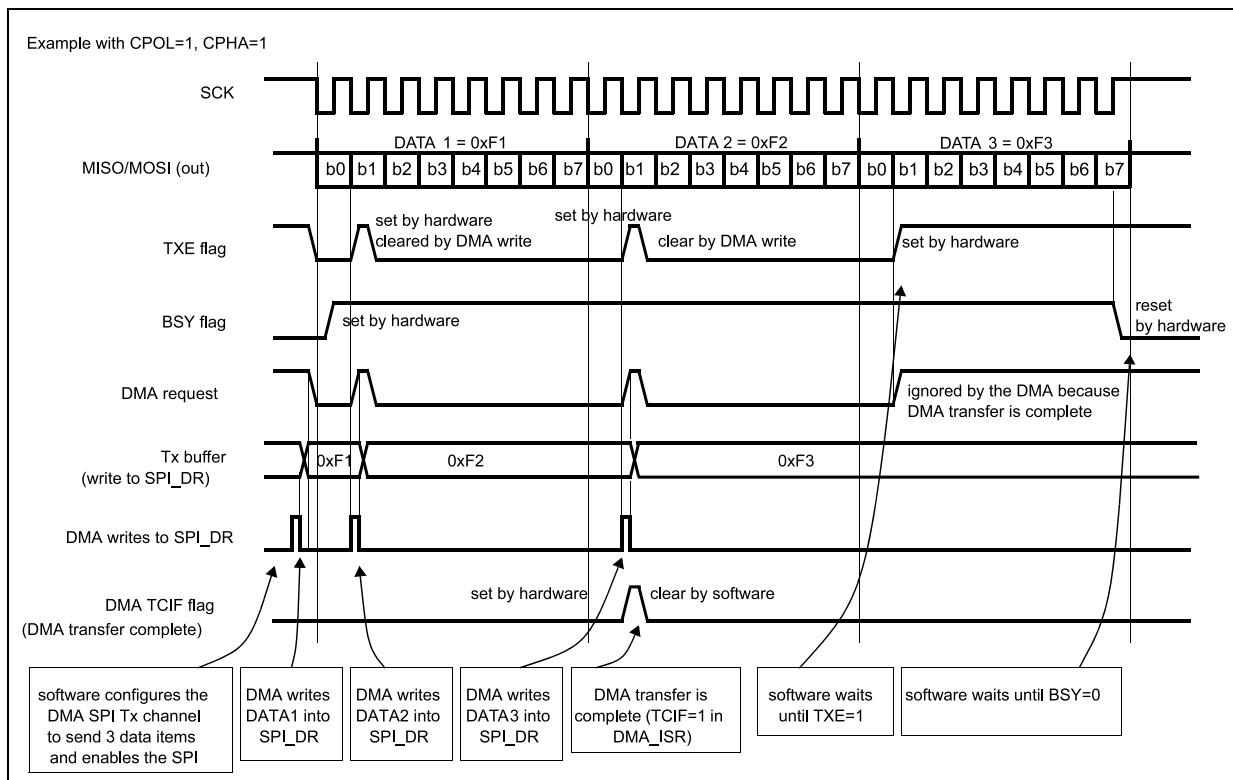 Example with CPOL=1, CPHA=1
SCK
DATA 1 = 0xF1
DATA 2 = 0xF2
DATA 3 = 0xF3
MISO/MOSI (out)
b0 b1 b2 b3 b4 b5 b6 b7 b0 b1 b2 b3 b4 b5 b6 b7 b0 b1 b2 b3 b4 b5 b6 b7
TXE flag
set by hardware
cleared by DMA write
set by hardware
clear by DMA write
set by hardware
BSY flag
set by hardware
reset
by hardware
DMA request
ignored by the DMA because
DMA transfer is complete
Tx buffer
(write to SPI_DR)
0xF1
0xF2
0xF3
DMA writes to SPI_DR
DMA TCIF flag
(DMA transfer complete)
set by hardware
clear by software
software configures the
DMA SPI Tx channel
to send 3 data items
and enables the SPI
DMA writes
DATA1 into
SPI_DR
DMA writes
DATA2 into
SPI_DR
DMA writes
DATA3 into
SPI_DR
DMA transfer is
complete (TCIF=1 in
DMA_ISR)
software waits
until TXE=1
software waits until BSY=0